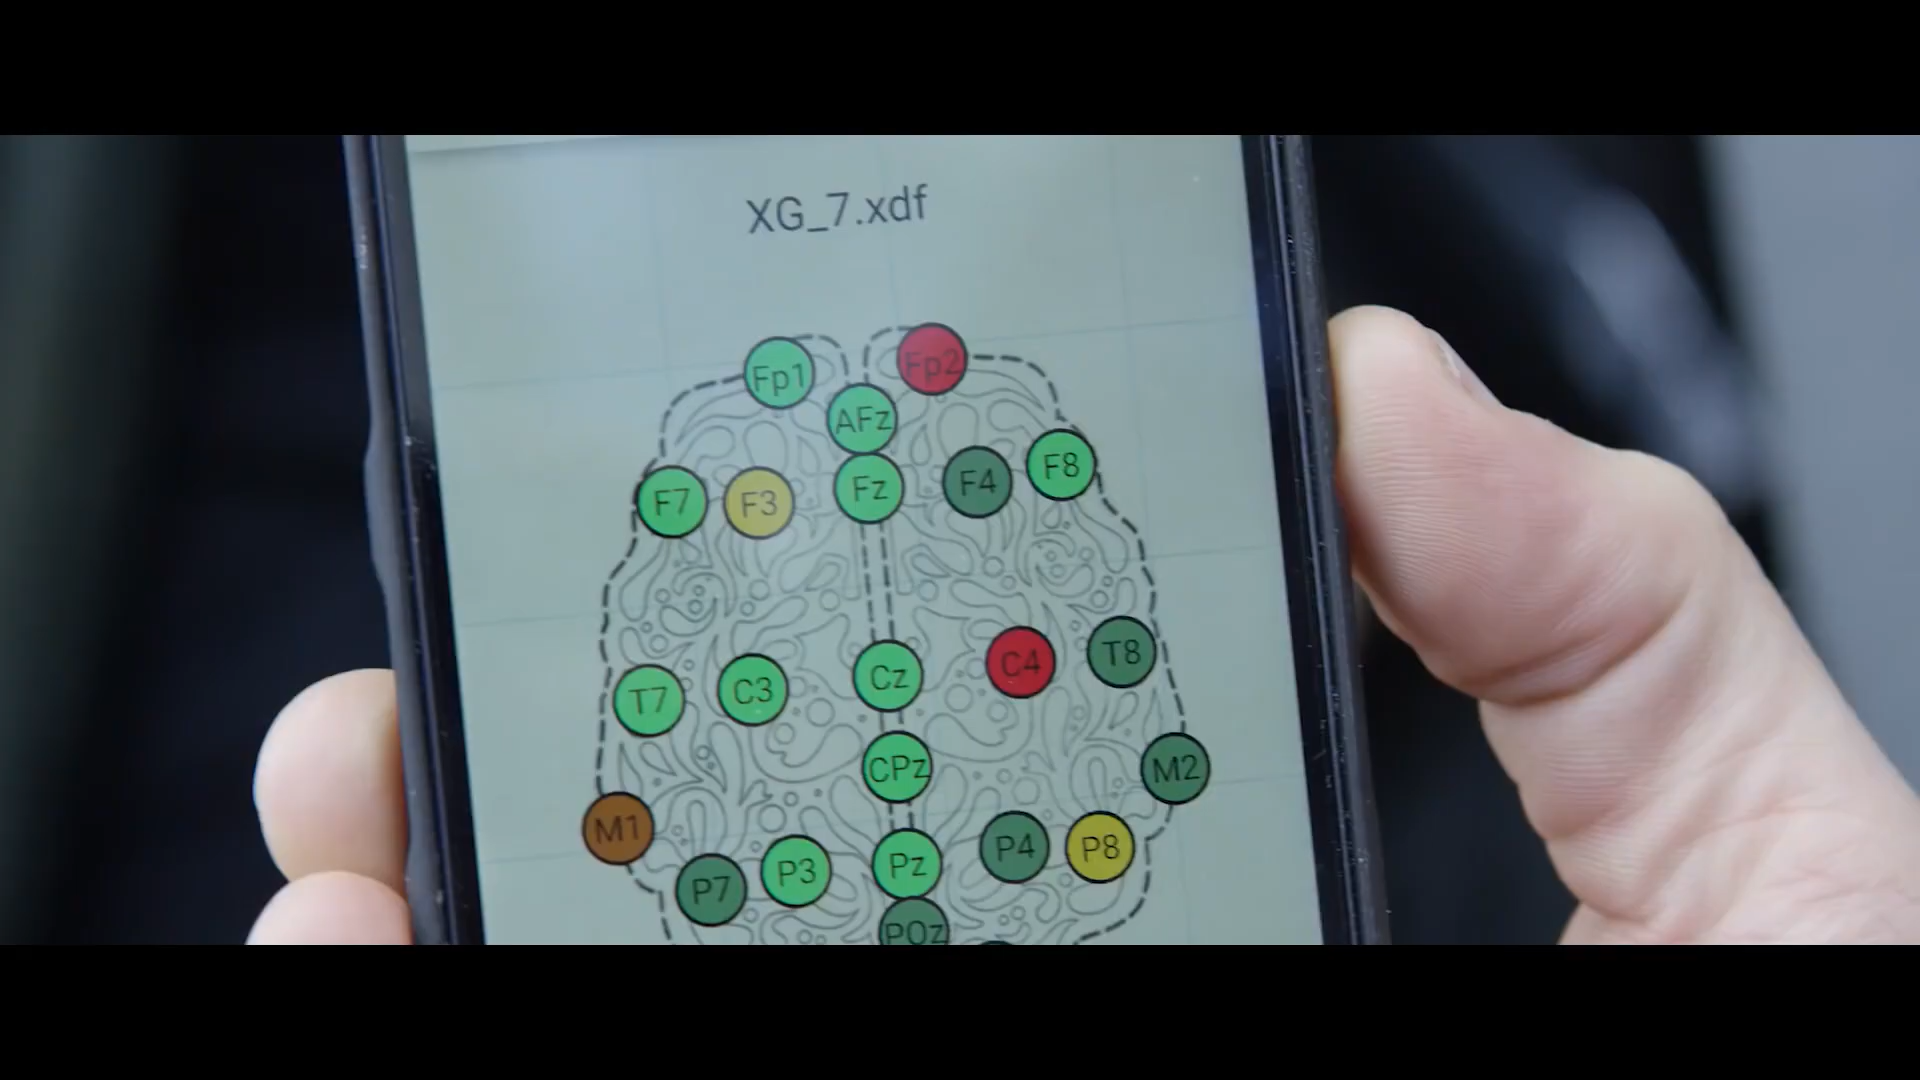 XG_7.xdf
Fp1 Fp2
AFz
F7 F3 Fz F4 F8
T7 C3 Cz C4 T8
CPz
M1 M2
P7 P3 Pz P4 P8
POz